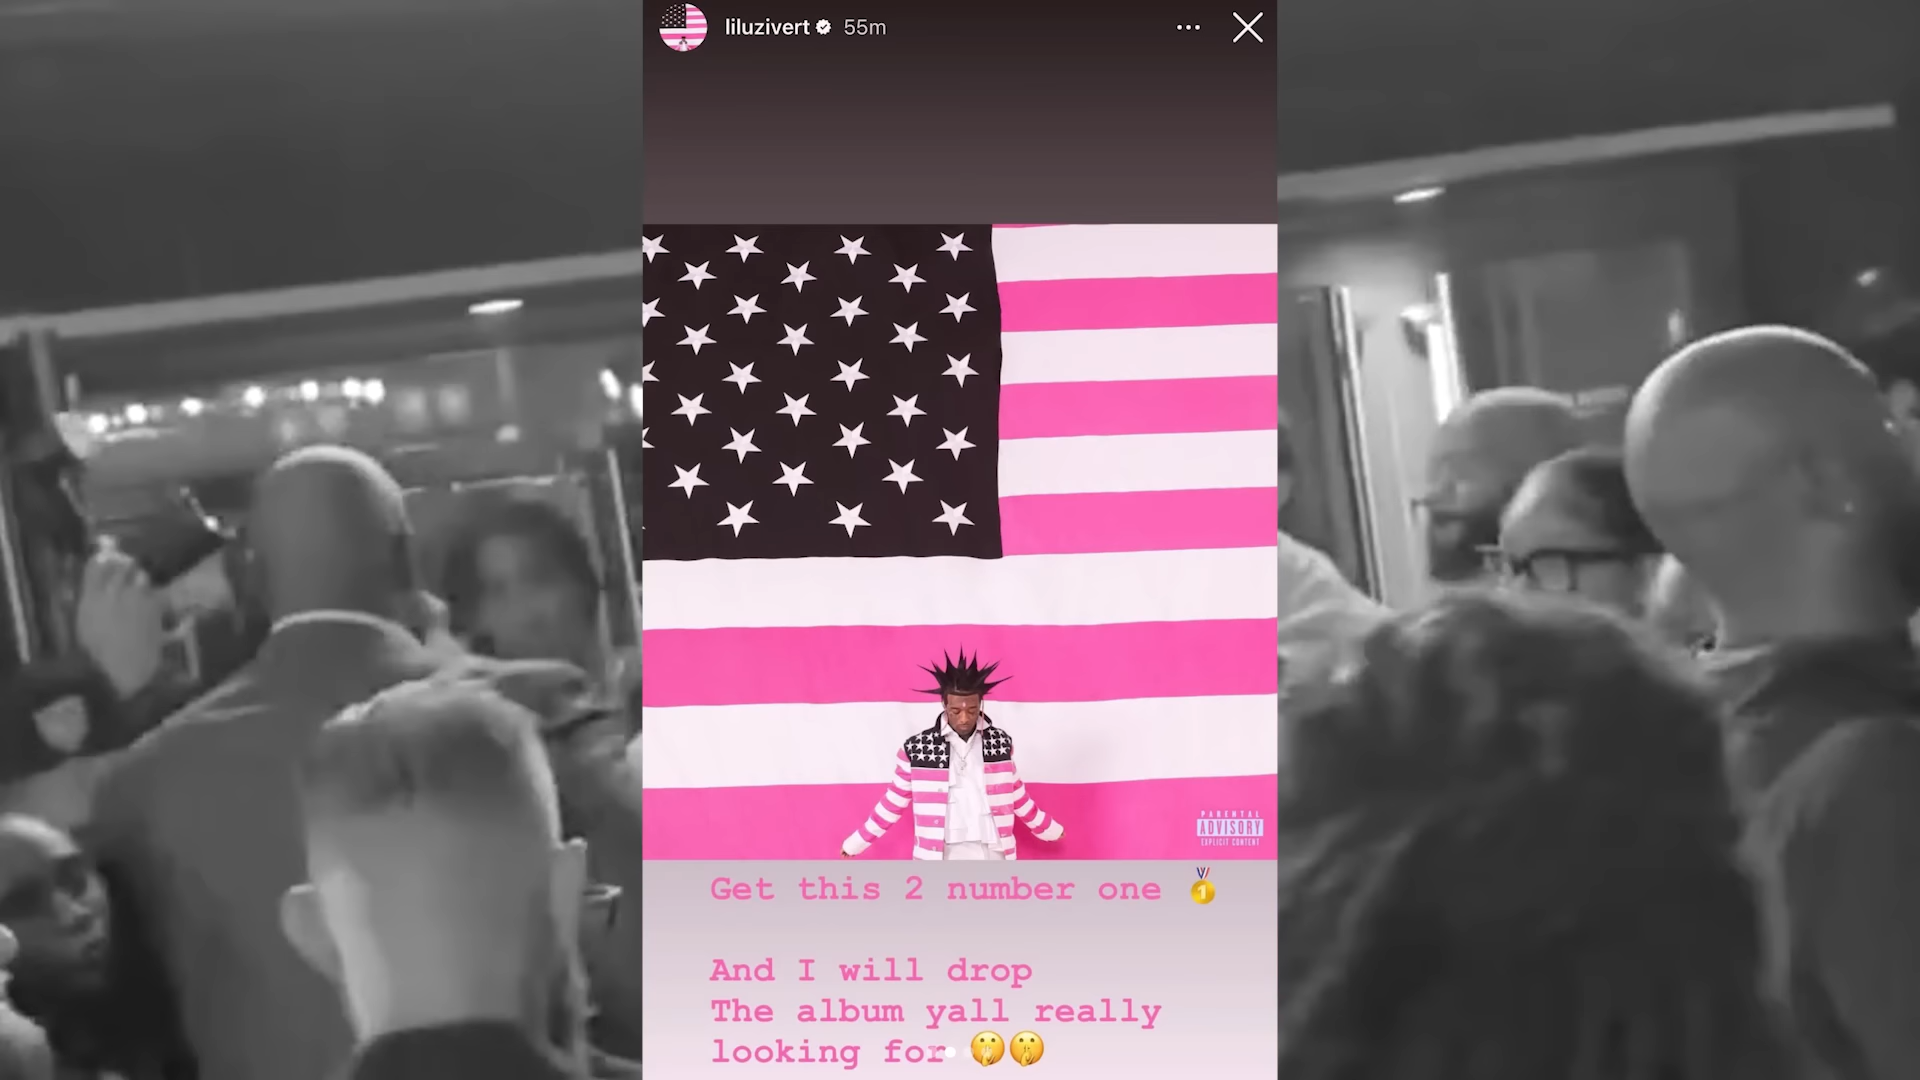 liluzivert 55m
PARENTAL
ADVISORY
EXPLICIT CONTENT
Get this 2 number one 🥇
And I will drop
The album yall really
looking for 🤫🤫